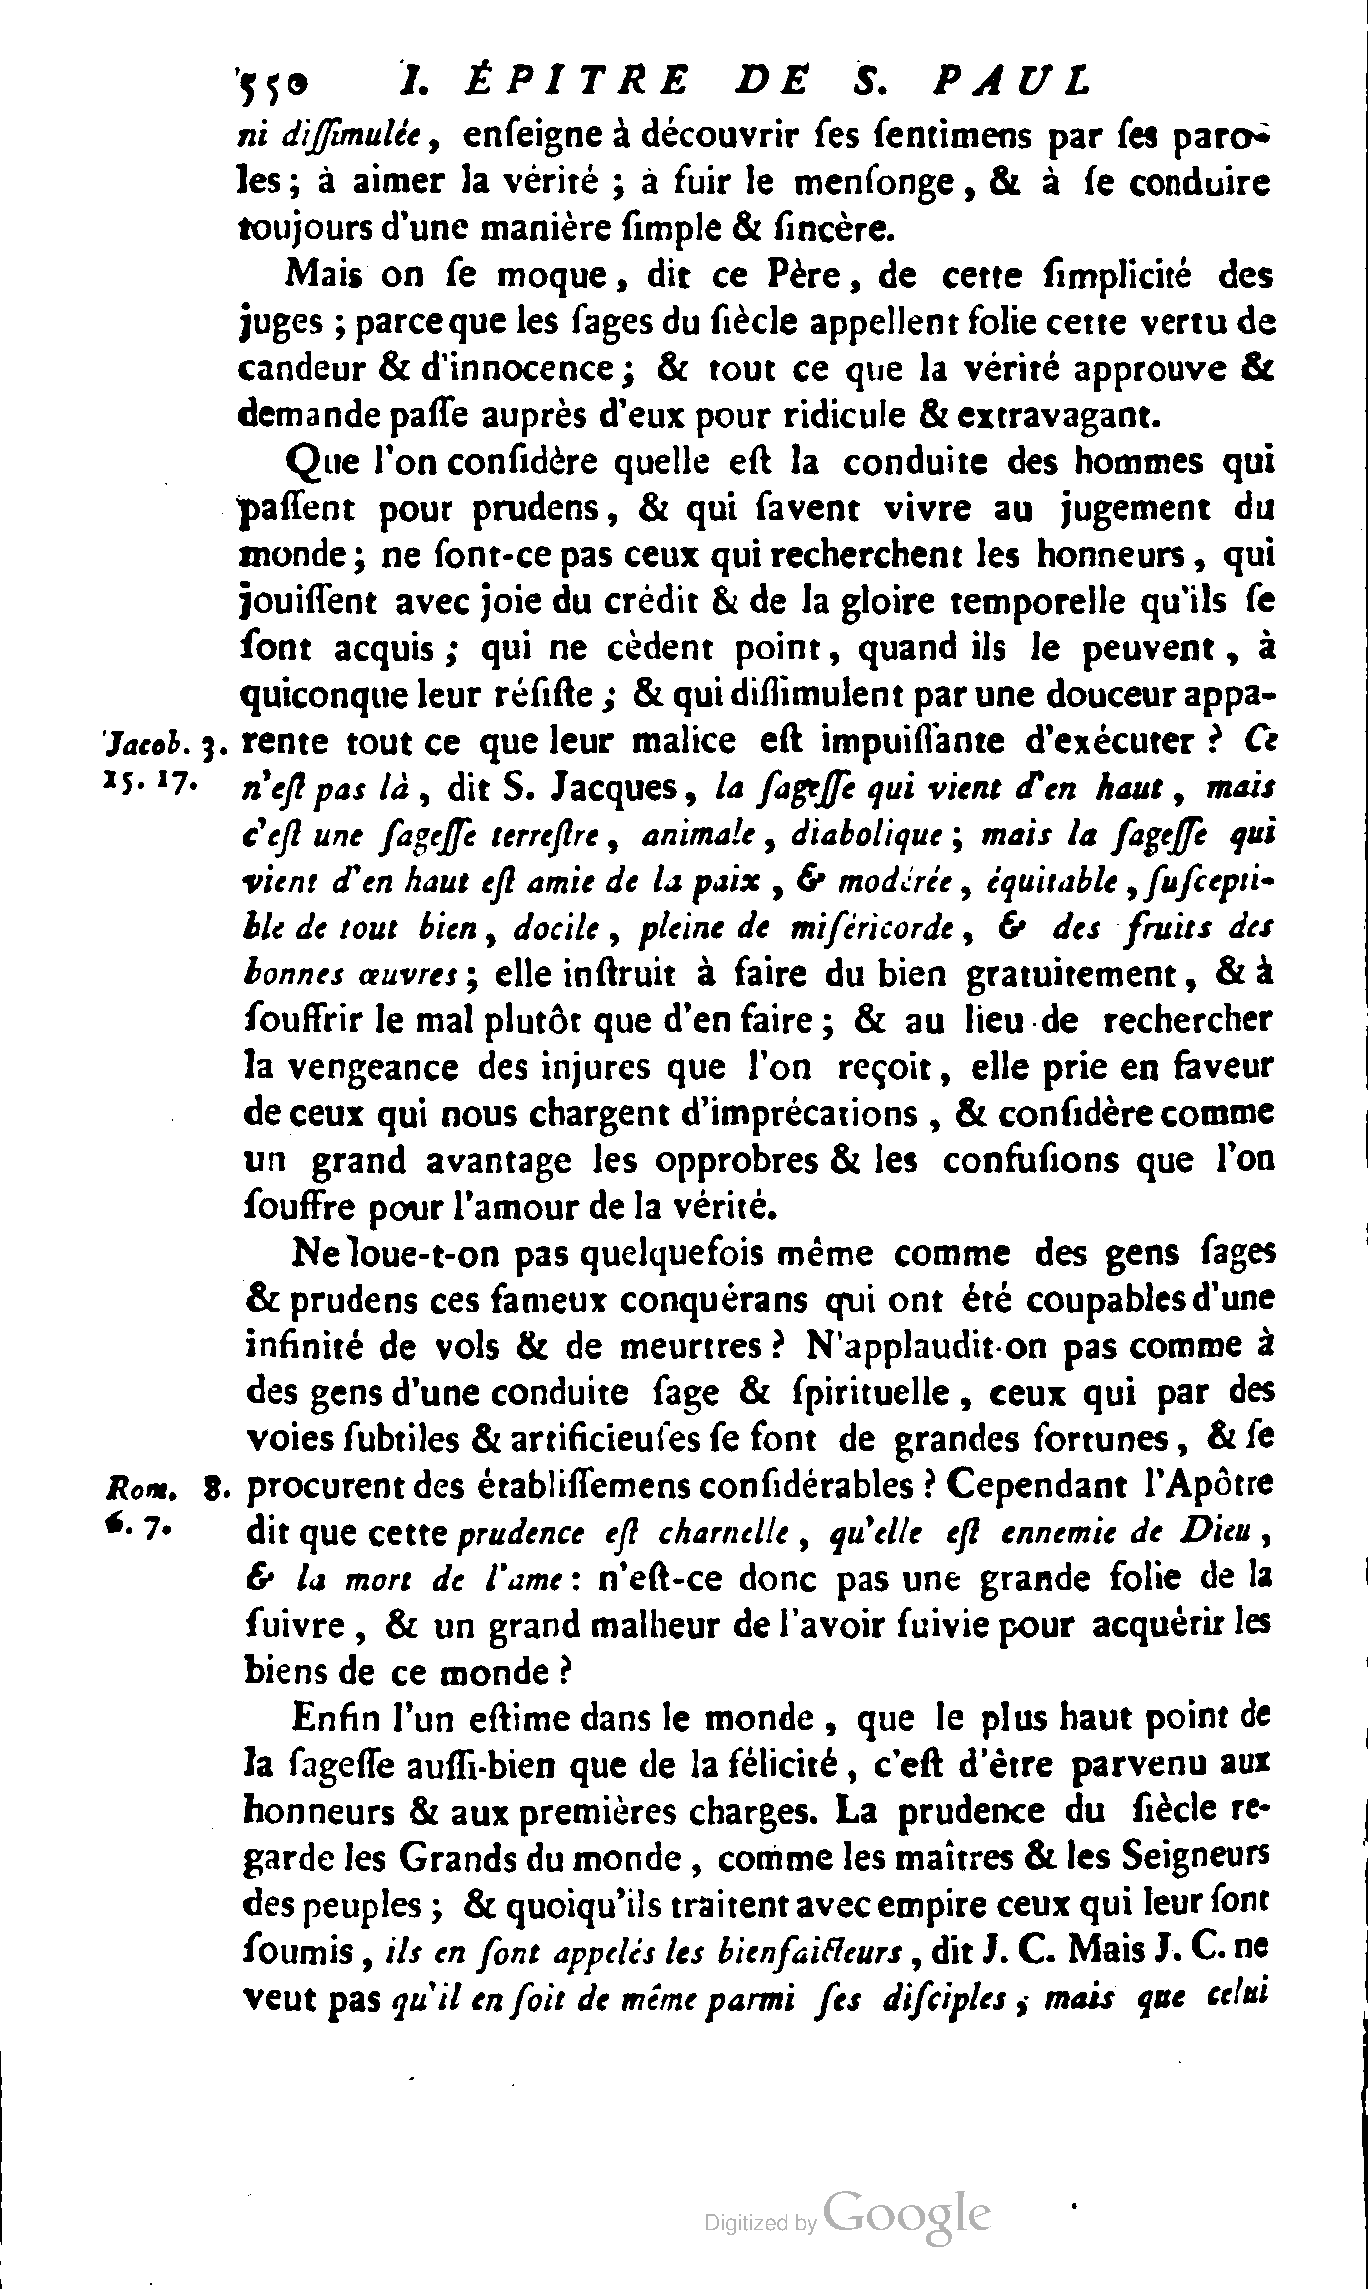 550 I. ÉPITRE DE S. PAUL
ni diſſimulée, enſeigne à découvrir ſes ſentimens par ſes paro-
les; à aimer la vérité ; à fuir le menſonge, & à ſe conduire
toujours d'une manière ſimple & ſincère.
Mais on ſe moque, dit ce Père, de cette ſimplicité des
juges ; parceque les ſages du ſiècle appellent folie cette vertu de
candeur & d'innocence; & tout ce que la vérité approuve &
demande paſſe auprès d'eux pour ridicule & extravagant.
Que l'on conſidère quelle eſt la conduite des hommes qui
paſſent pour prudens, & qui ſavent vivre au jugement du
monde; ne ſont-ce pas ceux qui recherchent les honneurs, qui
jouiſſent avec joie du crédit & de la gloire temporelle qu'ils ſe
ſont acquis; qui ne cèdent point, quand ils le peuvent, à
quiconque leur réſiſte; & qui diſſimulent par une douceur appa-
Jacob. 3. rente tout ce que leur malice eſt impuiſſante d'exécuter ? Ce
15. 17. n'eſt pas là, dit S. Jacques, la ſageſſe qui vient d'en haut, mais
c'eſt une ſageſſe terreſtre, animale, diabolique; mais la ſageſſe qui
vient d'en haut eſt amie de la paix, & modérée, équitable, ſuſcepti-
ble de tout bien, docile, pleine de miſéricorde, & des fruits des
bonnes œuvres; elle inſtruit à faire du bien gratuitement, & à
ſouffrir le mal plutôt que d'en faire; & au lieu de rechercher
la vengeance des injures que l'on reçoit, elle prie en faveur
de ceux qui nous chargent d'imprécations, & conſidère comme
un grand avantage les opprobres & les confuſions que l'on
ſouffre pour l'amour de la vérité.
Ne loue-t-on pas quelquefois même comme des gens ſages
& prudens ces fameux conquérans qui ont été coupables d'une
infinité de vols & de meurtres? N'applaudit-on pas comme à
des gens d'une conduite ſage & ſpirituelle, ceux qui par des
voies ſubtiles & artificieuſes ſe font de grandes fortunes, & ſe
Rom. 8. procurent des établiſſemens conſidérables ? Cependant l'Apôtre
6. 7. dit que cette prudence eſt charnelle, qu'elle eſt ennemie de Dieu,
& la mort de l'ame: n'eſt-ce donc pas une grande folie de la
ſuivre, & un grand malheur de l'avoir ſuivie pour acquérir les
biens de ce monde ?
Enfin l'un eſtime dans le monde, que le plus haut point de
la ſageſſe auſſi-bien que de la félicité, c'eſt d'être parvenu aux
honneurs & aux premières charges. La prudence du ſiècle re-
garde les Grands du monde, comme les maîtres & les Seigneurs
des peuples; & quoiqu'ils traitent avec empire ceux qui leur ſont
ſoumis, ils en ſont appelés les bienfaicteurs, dit J. C. Mais J. C. ne
veut pas qu'il en ſoit de même parmi ſes diſciples; mais que celui
Digitized by Google